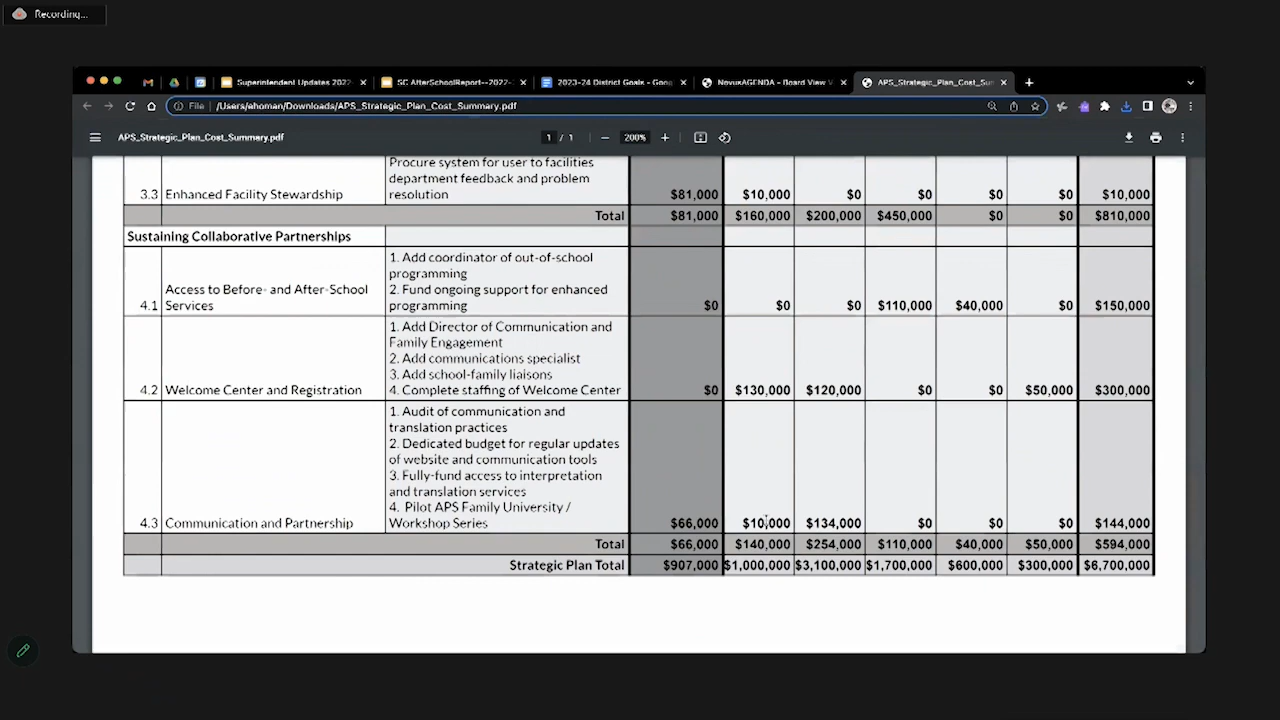 Recording...
Superintendent Updates 2022-
SC AfterSchoolReport--2022-
2023-24 District Goals - Goog
NovusAGENDA - Board View
APS_Strategic_Plan_Cost_Sum
File /Users/ehoman/Downloads/APS_Strategic_Plan_Cost_Summary.pdf
APS_Strategic_Plan_Cost_Summary.pdf
1 / 1
200%
Procure system for user to facilities
department feedback and problem
3.3 Enhanced Facility Stewardship resolution $81,000 $10,000 $0 $0 $0 $0 $10,000
Total $81,000 $160,000 $200,000 $450,000 $0 $0 $810,000
Sustaining Collaborative Partnerships
1. Add coordinator of out-of-school
programming
Access to Before- and After-School 2. Fund ongoing support for enhanced
4.1 Services programming $0 $0 $0 $110,000 $40,000 $0 $150,000
1. Add Director of Communication and
Family Engagement
2. Add communications specialist
3. Add school-family liaisons
4.2 Welcome Center and Registration 4. Complete staffing of Welcome Center $0 $130,000 $120,000 $0 $0 $50,000 $300,000
1. Audit of communication and
translation practices
2. Dedicated budget for regular updates
of website and communication tools
3. Fully-fund access to interpretation
and translation services
4. Pilot APS Family University /
4.3 Communication and Partnership Workshop Series $66,000 $10,000 $134,000 $0 $0 $0 $144,000
Total $66,000 $140,000 $254,000 $110,000 $40,000 $50,000 $594,000
Strategic Plan Total $907,000 $1,000,000 $3,100,000 $1,700,000 $600,000 $300,000 $6,700,000